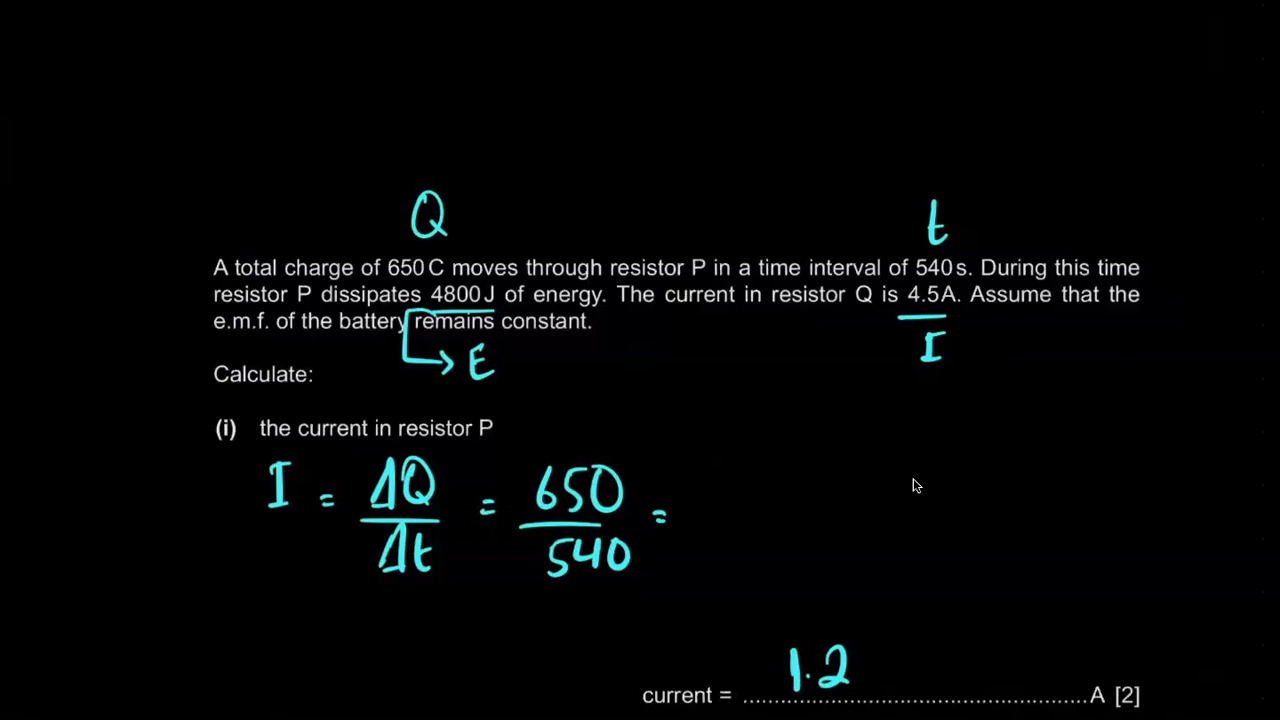 Q t
A total charge of 650 C moves through resistor P in a time interval of 540 s. During this time
resistor P dissipates 4800 J of energy. The current in resistor Q is 4.5 A. Assume that the
e.m.f. of the battery remains constant.
→ E I
Calculate:
(i) the current in resistor P
I = ΔQ/Δt = 650/540 =
1.2
current = ........................................................ A [2]